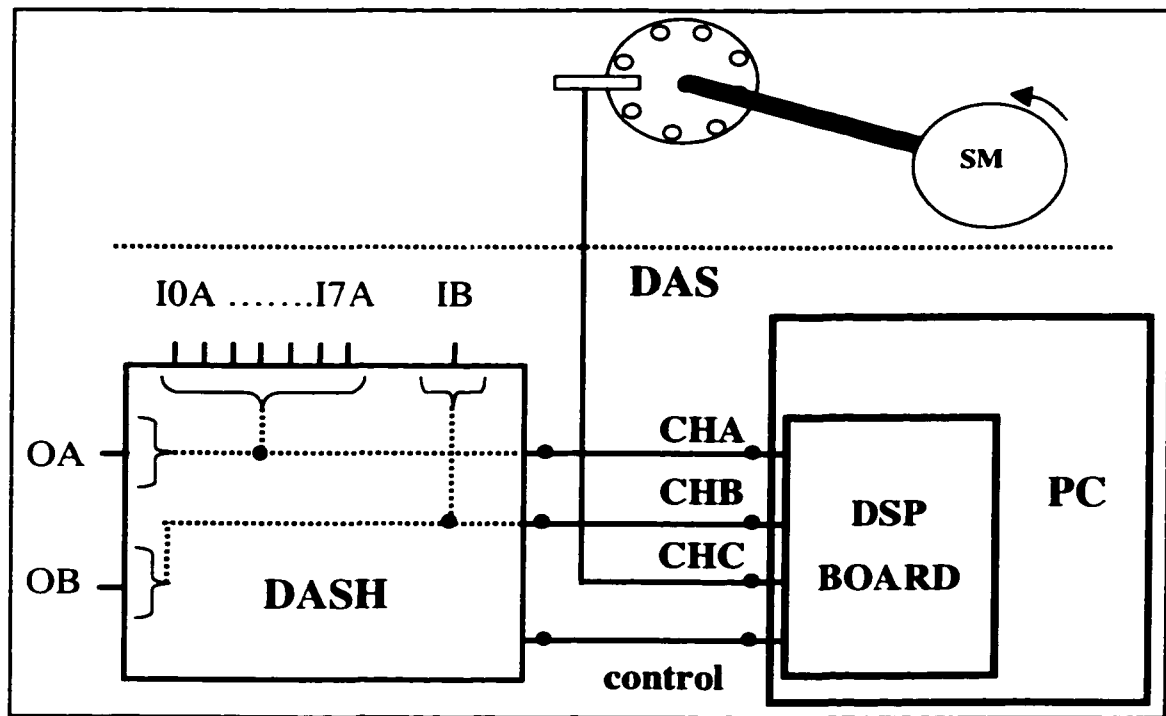 SM
DAS
I0A .......I7A IB
CHA
OA
PC
CHB
DSP
CHC
BOARD
OB
DASH
control